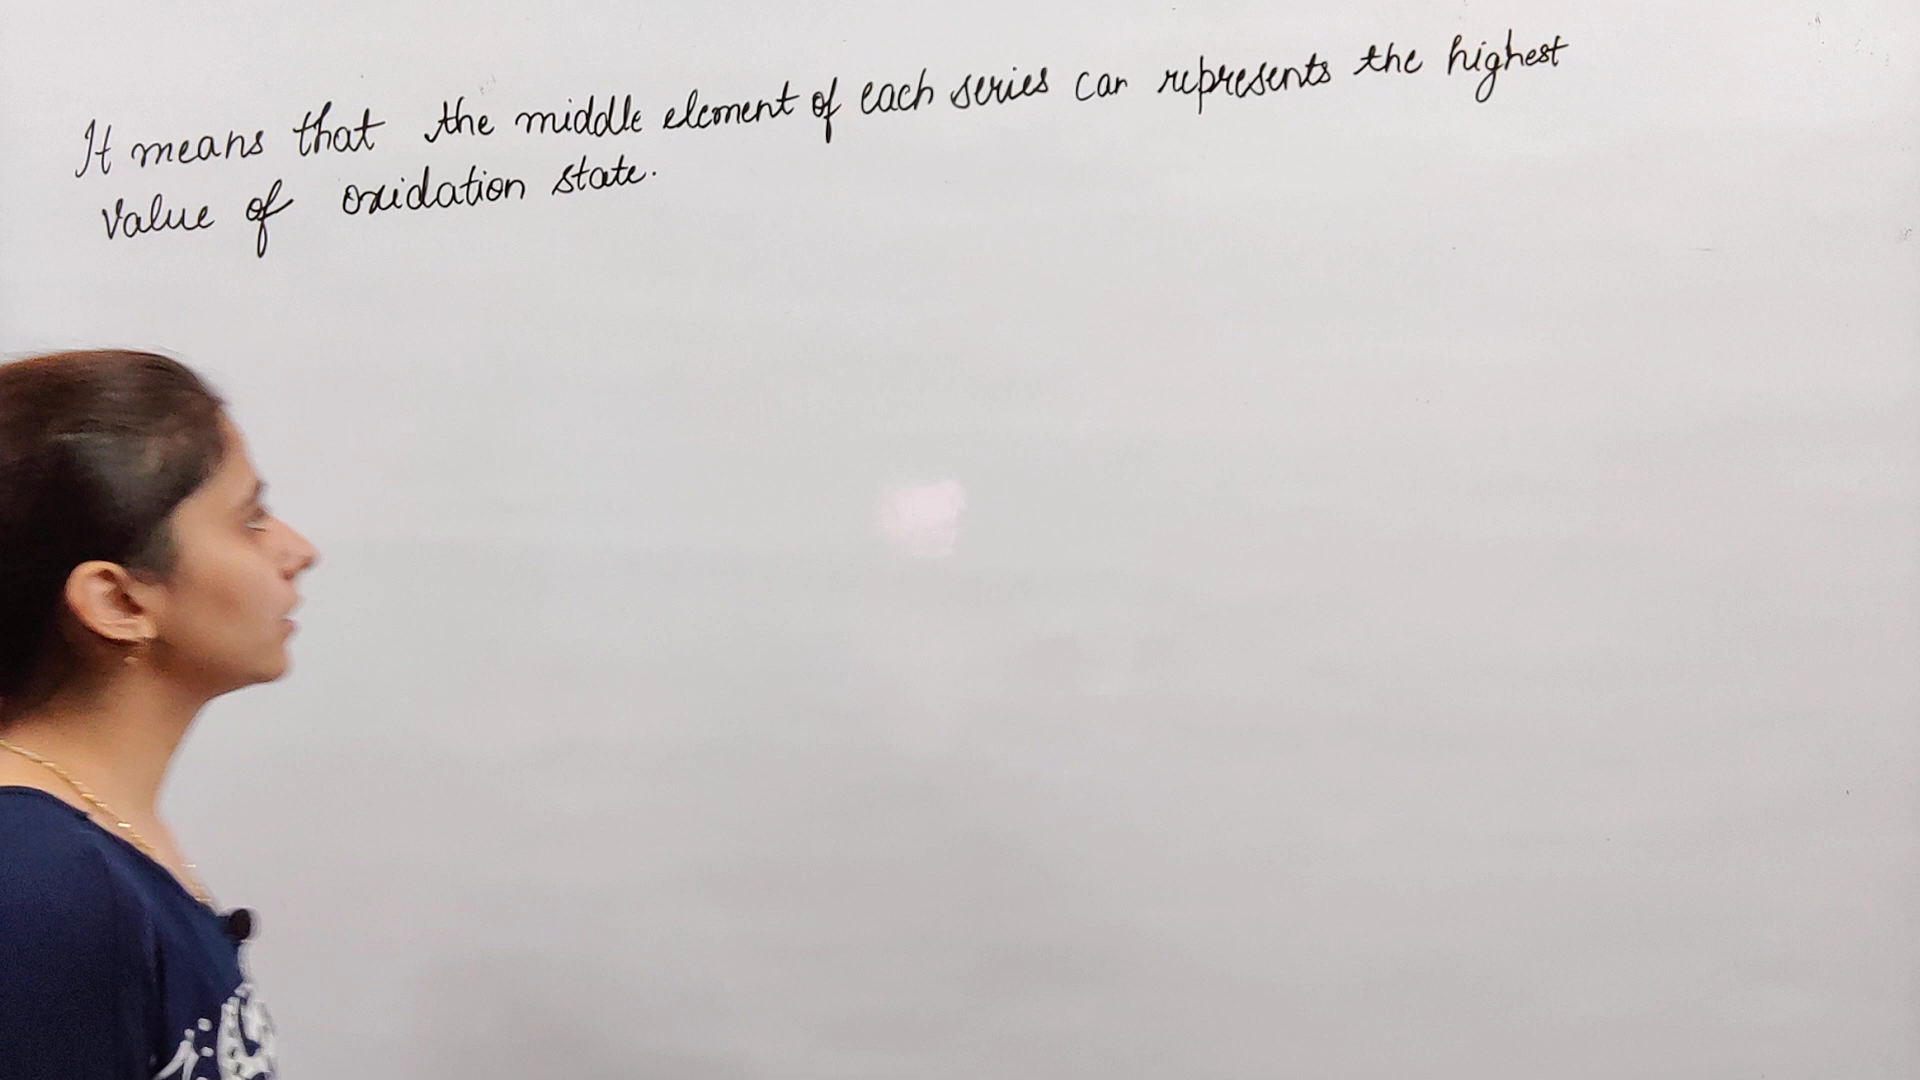 It means that the middle element of each series can represents the highest
value of oxidation state.